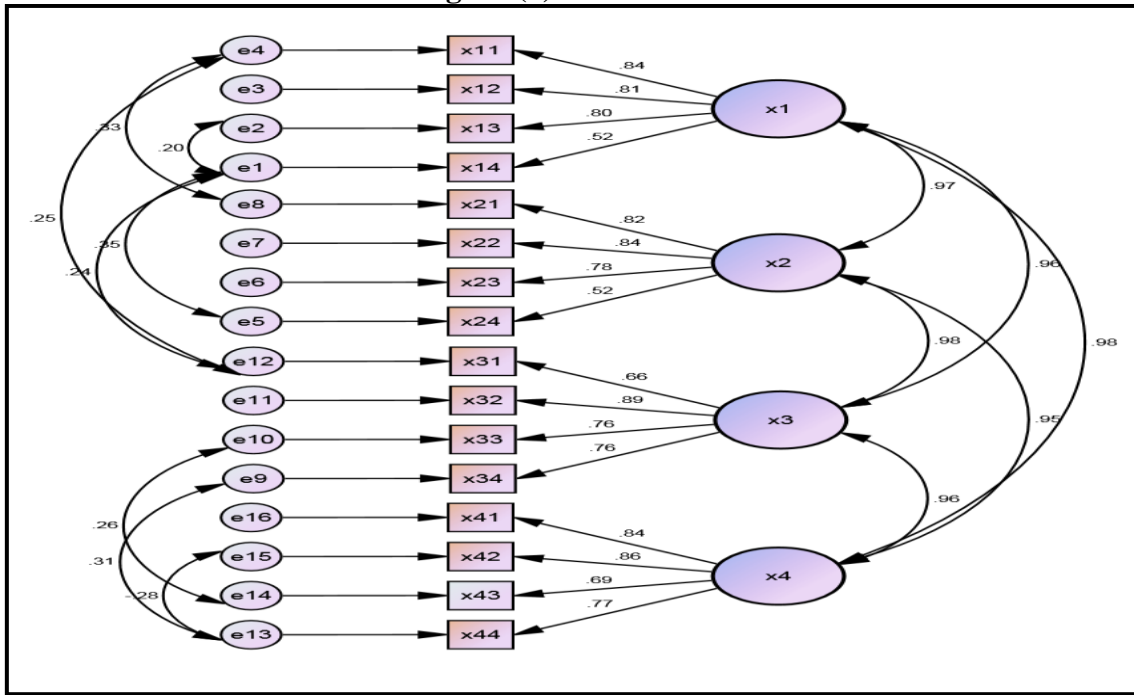 e4 x11 .84
e3 x12 .81 x1
.33 e2 x13 .80
.20 e1 x14 .52
e8 x21 .97
.25 e7 x22 .82
.35 .84 x2 .96
.24 e6 x23 .78
e5 x24 .52
e12 x31 .98 .98
e11 x32 .66
.89 x3 .95
e10 x33 .76
e9 x34 .76
.26 e16 x41 .84 .96
.31 e15 x42 .86 x4
e14 x43 .69
e13 x44 .77